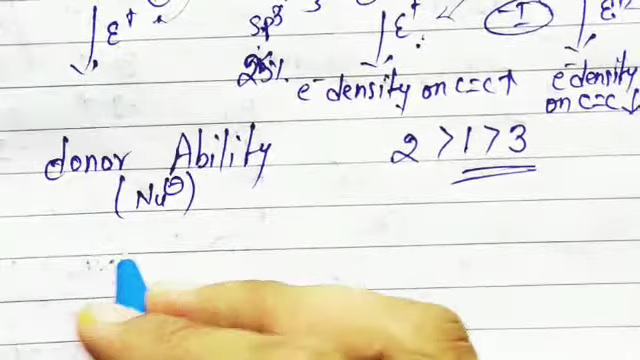 E⁺ sp³ E⁺ -I E⁺
25%
e⁻ density on C=C↑ e⁻ density
on C=C↓
donor Ability 2 > 1 > 3
(Nu⊖)